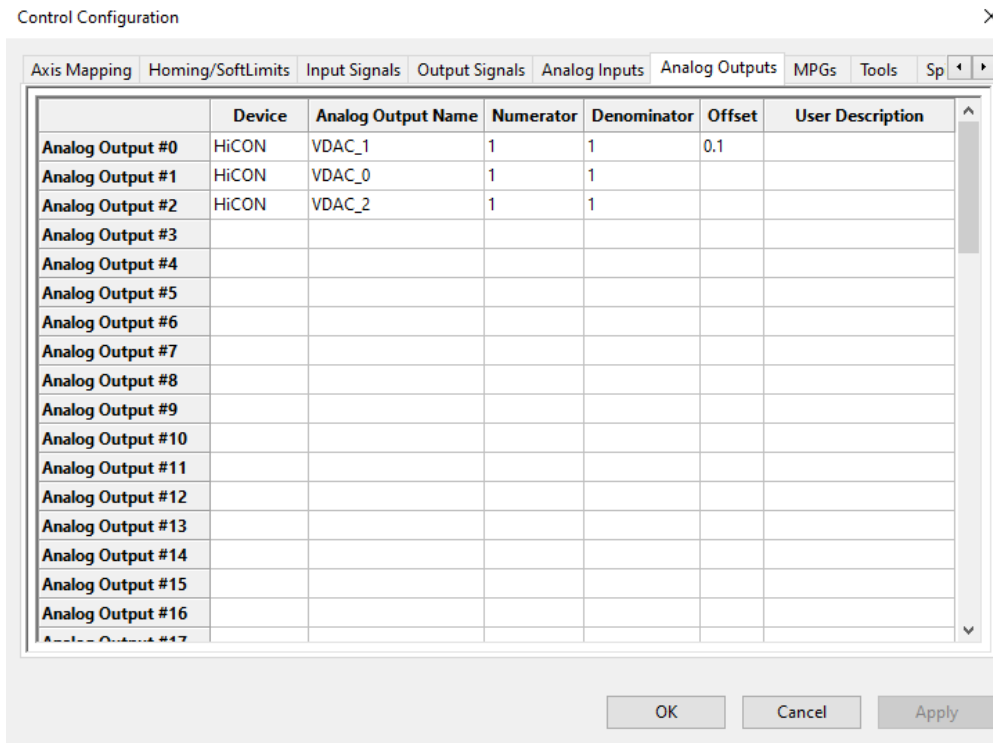 Control Configuration
Axis Mapping Homing/SoftLimits Input Signals Output Signals Analog Inputs Analog Outputs MPGs Tools Sp
Device Analog Output Name Numerator Denominator Offset User Description
Analog Output #0 HiCON VDAC_1 1 1 0.1
Analog Output #1 HiCON VDAC_0 1 1
Analog Output #2 HiCON VDAC_2 1 1
Analog Output #3
Analog Output #4
Analog Output #5
Analog Output #6
Analog Output #7
Analog Output #8
Analog Output #9
Analog Output #10
Analog Output #11
Analog Output #12
Analog Output #13
Analog Output #14
Analog Output #15
Analog Output #16
Analog Output #17
OK Cancel Apply